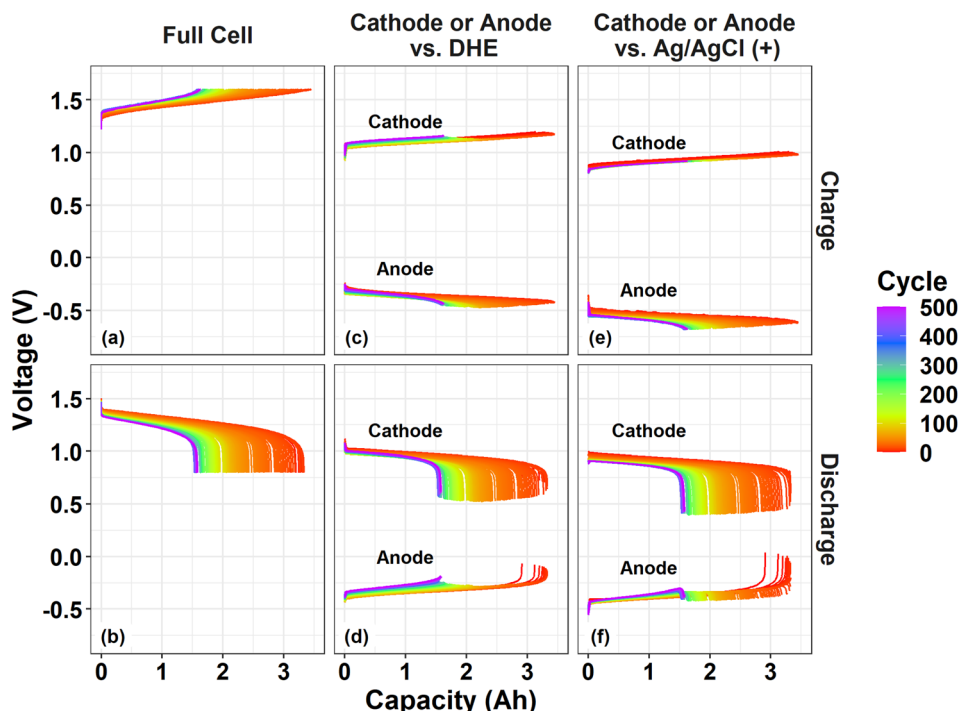 Full Cell
Cathode or Anode
vs. DHE
Cathode or Anode
vs. Ag/AgCl (+)
Voltage (V)
1.5
1.0
0.5
0.0
-0.5
(a)
Cathode
Anode
(c)
Cathode
Anode
(e)
Charge
1.5
1.0
0.5
0.0
-0.5
(b)
Cathode
Anode
(d)
Cathode
Anode
(f)
Discharge
0 1 2 3
0 1 2 3
0 1 2 3
Capacity (Ah)
Cycle
500
400
300
200
100
0